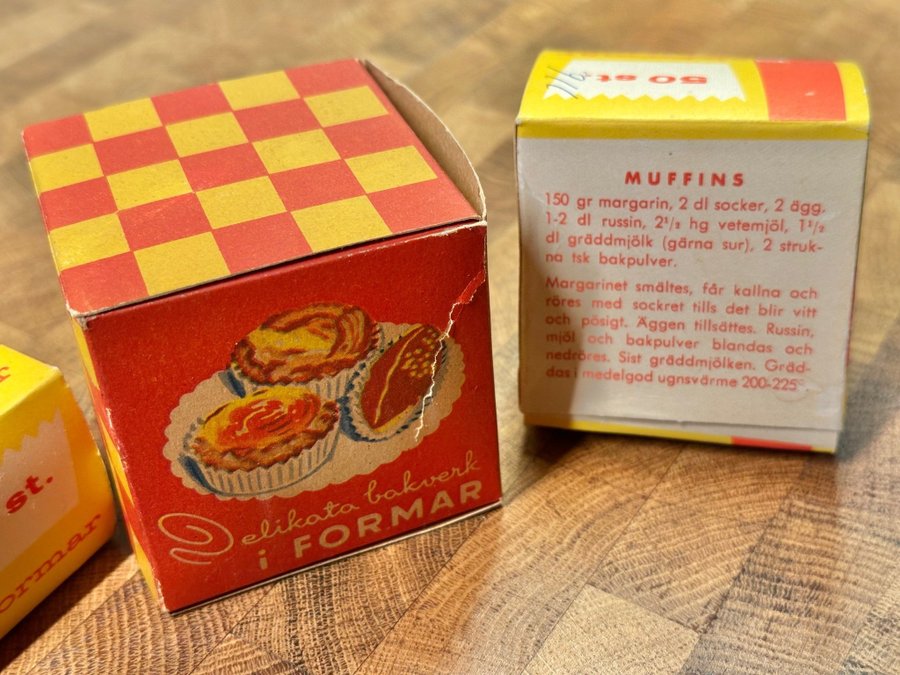 Delikata bakverk
i FORMAR
50 st.
MUFFINS
150 gr margarin, 2 dl socker, 2 ägg.
1-2 dl russin, 2¹/₂ hg vetemjöl, 1¹/₂
dl gräddmjölk (gärna sur), 2 struk-
na tsk bakpulver.
Margarinet smältes, får kallna och
röres med sockret tills det blir vitt
och pösigt. Äggen tillsättes. Russin,
mjöl och bakpulver blandas och
nedröres. Sist gräddmjölken. Gräd-
das i medelgod ugnsvärme 200-225°
st.
ormar